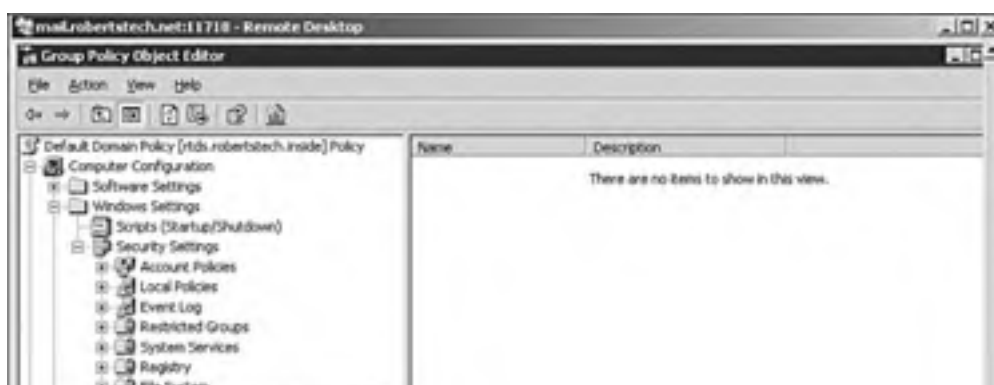 mail.robertstech.net:11718 - Remote Desktop
Group Policy Object Editor
File Action View Help
Default Domain Policy [rtds.robertstech.inside] Policy
Name Description
Computer Configuration
There are no items to show in this view.
Software Settings
Windows Settings
Scripts (Startup/Shutdown)
Security Settings
Account Policies
Local Policies
Event Log
Restricted Groups
System Services
Registry
File System